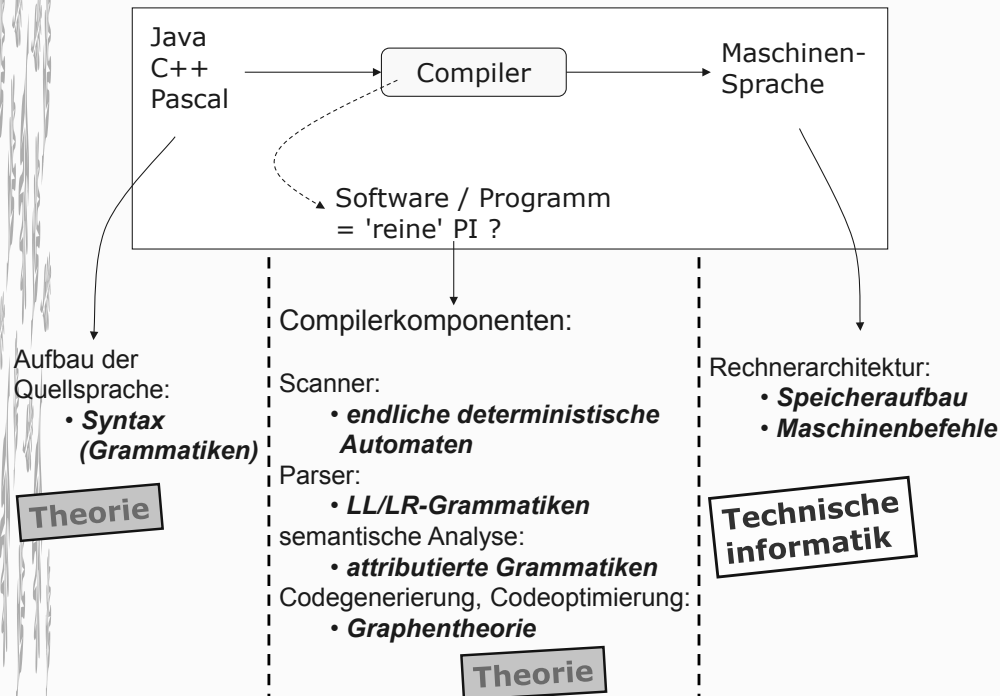 Java
C++
Pascal
Compiler
Maschinen-
Sprache
Software / Programm
= 'reine' PI ?
Aufbau der
Quellsprache:
• Syntax
(Grammatiken)
Theorie
Compilerkomponenten:
Scanner:
• endliche deterministische
Automaten
Parser:
• LL/LR-Grammatiken
semantische Analyse:
• attributierte Grammatiken
Codegenerierung, Codeoptimierung:
• Graphentheorie
Theorie
Rechnerarchitektur:
• Speicheraufbau
• Maschinenbefehle
Technische
informatik